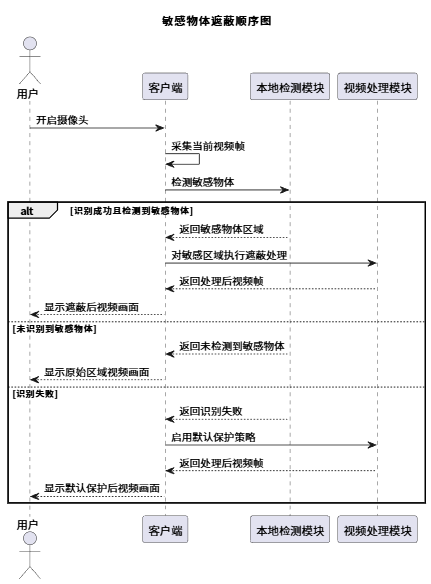 敏感物体遮蔽顺序图
用户
客户端
本地检测模块
视频处理模块
开启摄像头
采集当前视频帧
检测敏感物体
alt
[识别成功且检测到敏感物体]
返回敏感物体区域
对敏感区域执行遮蔽处理
返回处理后视频帧
显示遮蔽后视频画面
[未识别到敏感物体]
返回未检测到敏感物体
显示原始区域视频画面
[识别失败]
返回识别失败
启用默认保护策略
返回处理后视频帧
显示默认保护后视频画面
用户
客户端
本地检测模块
视频处理模块